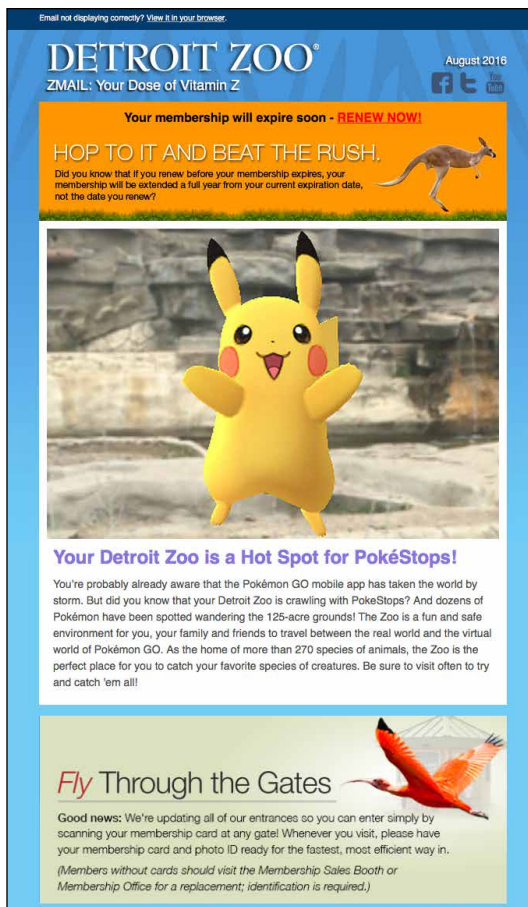 Email not displaying correctly? View it in your browser.
DETROIT ZOO®
ZMAIL: Your Dose of Vitamin Z
August 2016
You
Tube
Your membership will expire soon - RENEW NOW!
HOP TO IT AND BEAT THE RUSH.
Did you know that if you renew before your membership expires, your
membership will be extended a full year from your current expiration date,
not the date you renew?
Your Detroit Zoo is a Hot Spot for PokéStops!
You're probably already aware that the Pokémon GO mobile app has taken the world by
storm. But did you know that your Detroit Zoo is crawling with PokeStops? And dozens of
Pokémon have been spotted wandering the 125-acre grounds! The Zoo is a fun and safe
environment for you, your family and friends to travel between the real world and the virtual
world of Pokémon GO. As the home of more than 270 species of animals, the Zoo is the
perfect place for you to catch your favorite species of creatures. Be sure to visit often to try
and catch 'em all!
Fly Through the Gates
Good news: We're updating all of our entrances so you can enter simply by
scanning your membership card at any gate! Whenever you visit, please have
your membership card and photo ID ready for the fastest, most efficient way in.
(Members without cards should visit the Membership Sales Booth or
Membership Office for a replacement; identification is required.)